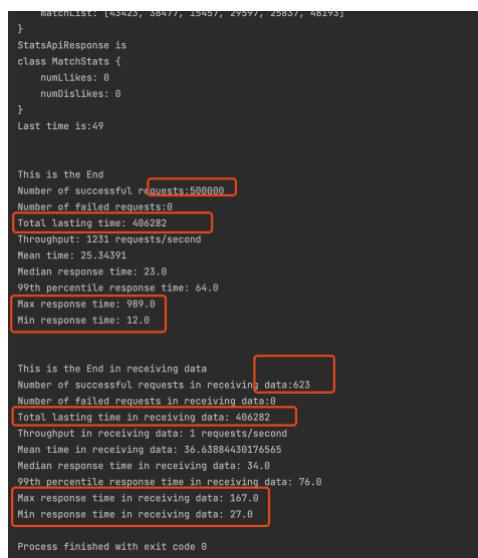 matchList: [43423, 38477, 15457, 29597, 25837, 48193]
}
StatsApiResponse is
class MatchStats {
numLlikes: 0
numDislikes: 0
}
Last time is:49
This is the End
Number of successful requests:500000
Number of failed requests:0
Total lasting time: 406282
Throughput: 1231 requests/second
Mean time: 25.34391
Median response time: 23.0
99th percentile response time: 64.0
Max response time: 989.0
Min response time: 12.0
This is the End in receiving data
Number of successful requests in receiving data:623
Number of failed requests in receiving data:0
Total lasting time in receiving data: 406282
Throughput in receiving data: 1 requests/second
Mean time in receiving data: 36.63884430176565
Median response time in receiving data: 34.0
99th percentile response time in receiving data: 76.0
Max response time in receiving data: 167.0
Min response time in receiving data: 27.0
Process finished with exit code 0